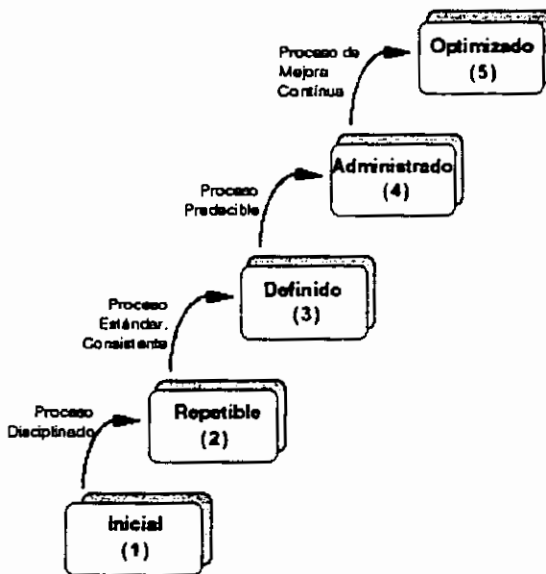 Proceso de
Mejora
Contínua
Optimizado
(5)
Proceso
Predecible
Administrado
(4)
Proceso
Estándar,
Consistente
Definido
(3)
Proceso
Disciplinado
Repetible
(2)
Inicial
(1)